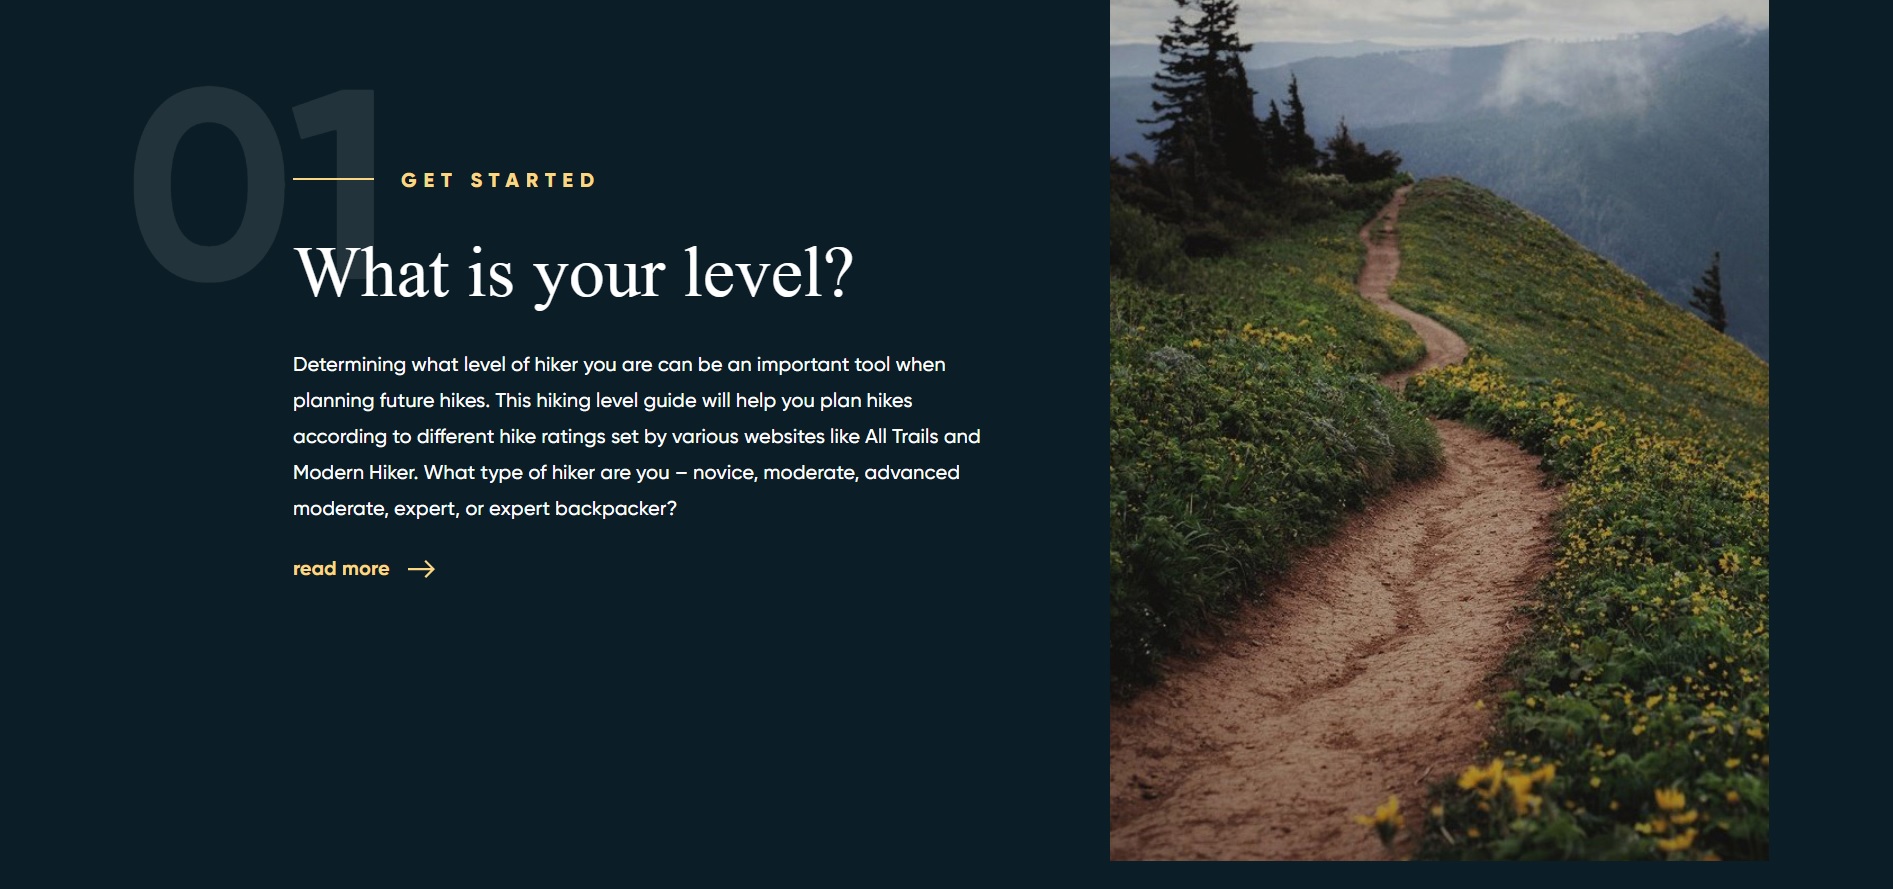 01
GET STARTED
What is your level?
Determining what level of hiker you are can be an important tool when
planning future hikes. This hiking level guide will help you plan hikes
according to different hike ratings set by various websites like All Trails and
Modern Hiker. What type of hiker are you – novice, moderate, advanced
moderate, expert, or expert backpacker?
read more